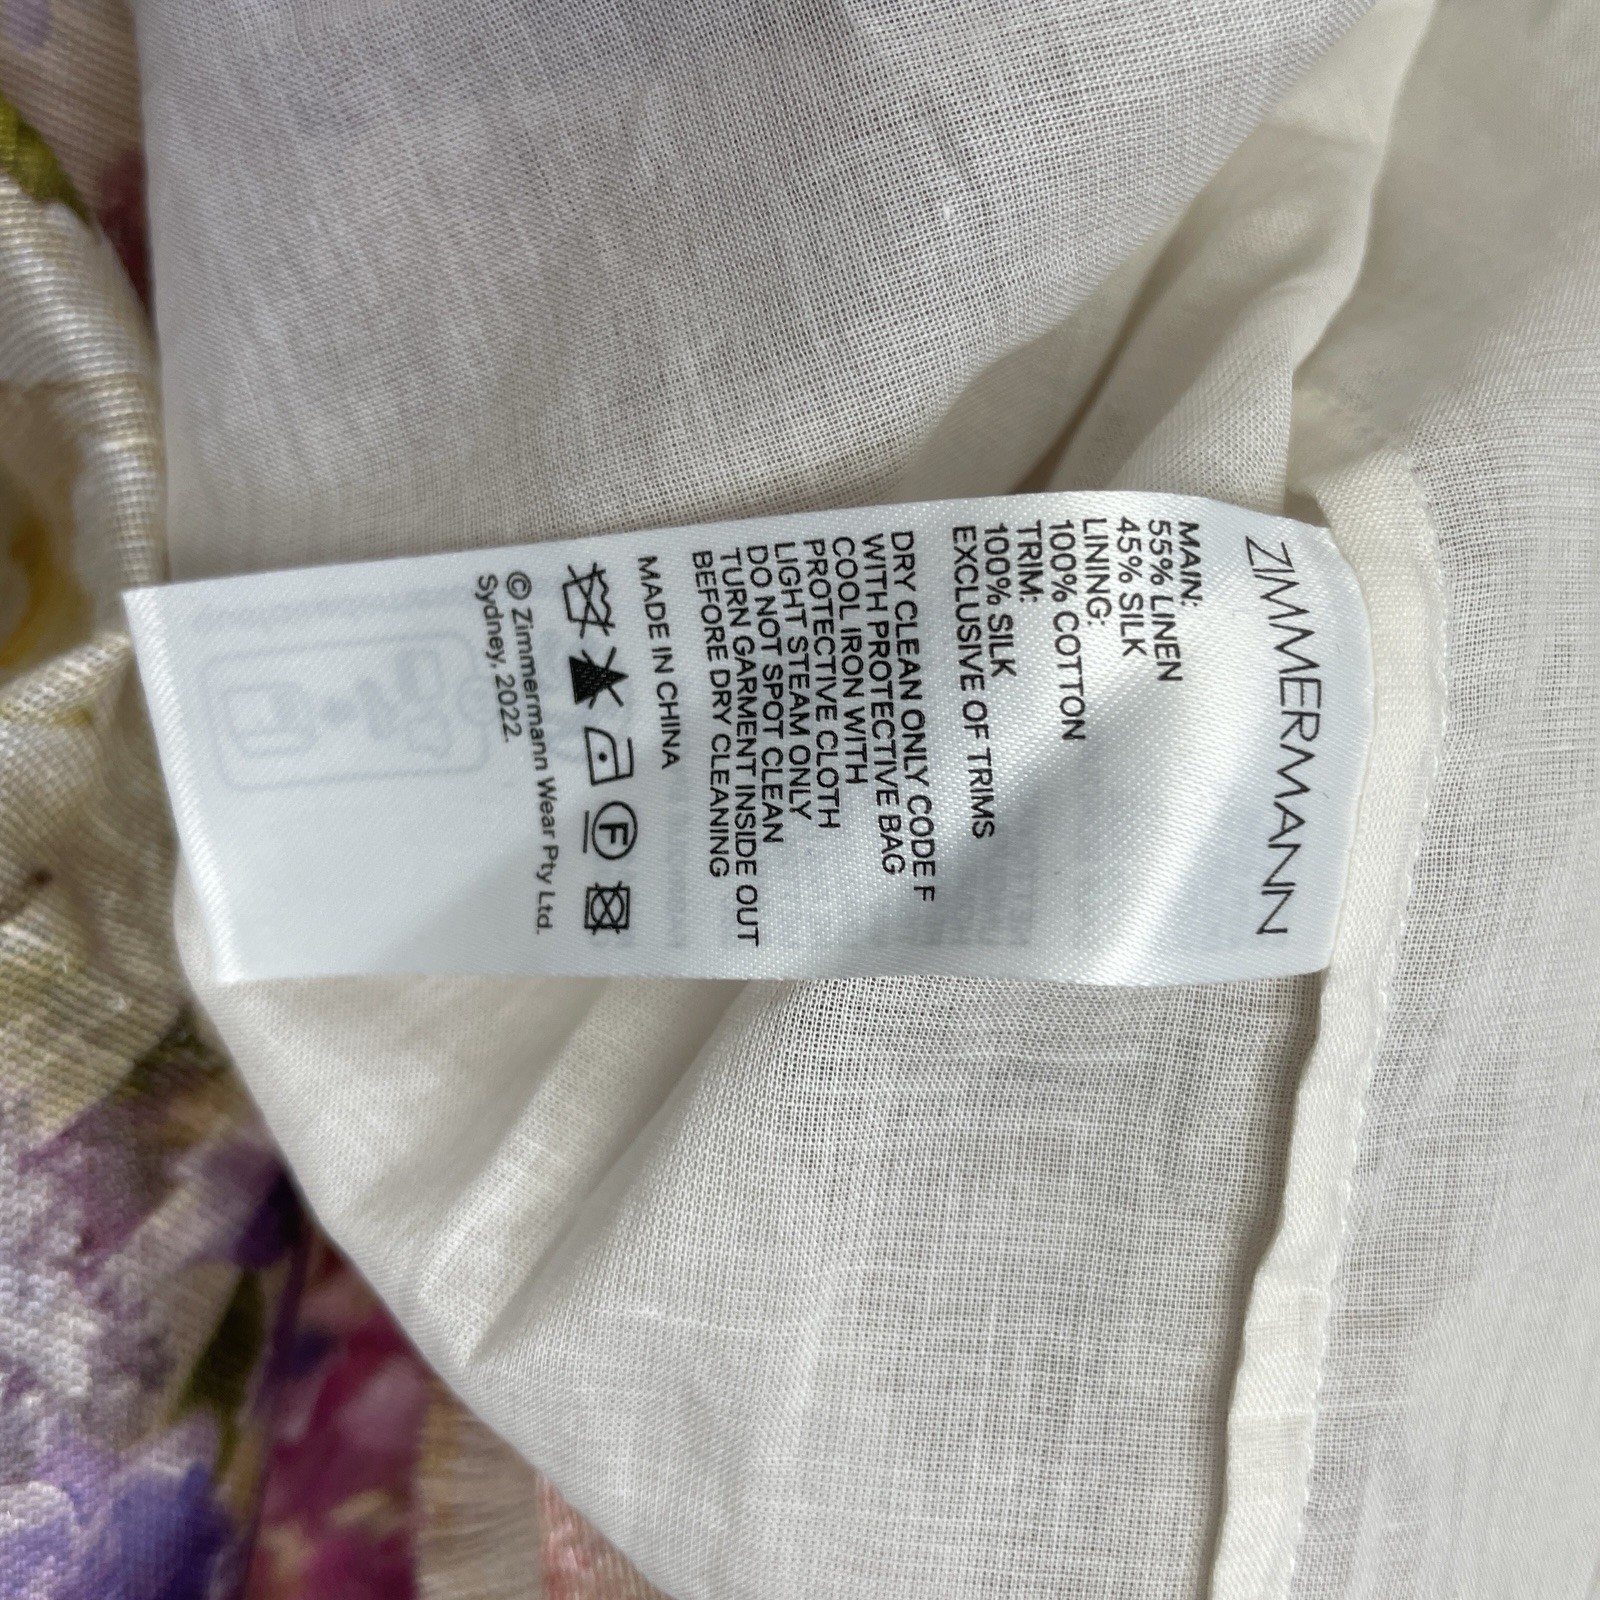 ZIMMERMANN
MAIN:
55% LINEN
45% SILK
LINING:
100% COTTON
TRIM:
100% SILK
EXCLUSIVE OF TRIMS
DRY CLEAN ONLY CODE F
WITH PROTECTIVE BAG
COOL IRON WITH
PROTECTIVE CLOTH
LIGHT STEAM ONLY
DO NOT SPOT CLEAN
TURN GARMENT INSIDE OUT
BEFORE DRY CLEANING
MADE IN CHINA
F
© Zimmermann Wear Pty Ltd.
Sydney, 2022.